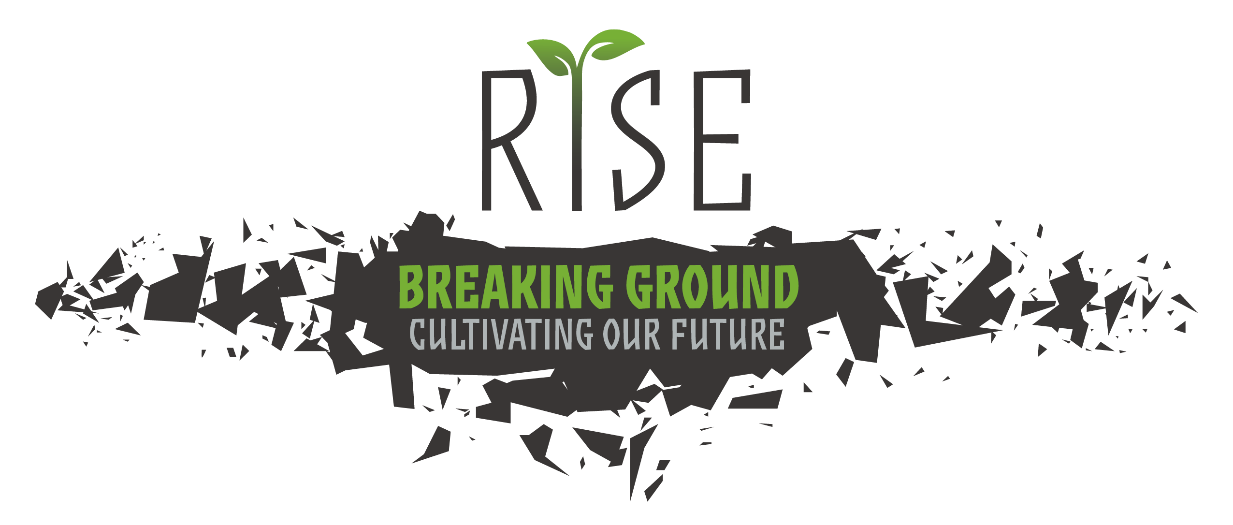 RISE
BREAKING GROUND
CULTIVATING OUR FUTURE